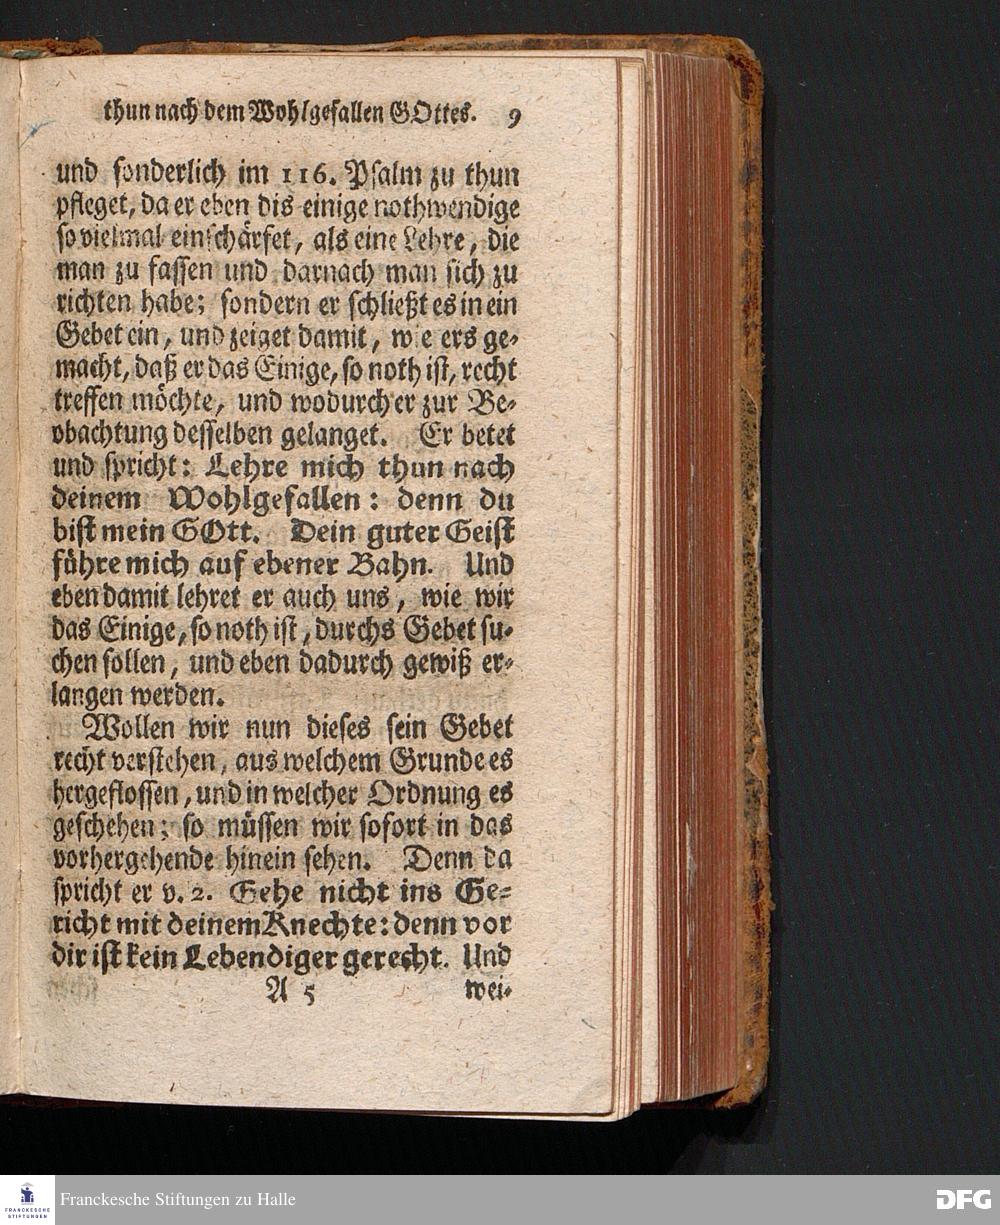 thun nach dem Wohlgefallen GOttes. 9
und sonderlich im 116. Psalm zu thun
pfleget, da er eben dis einige nothwendige
so vielmal einschärfet, als eine Lehre, die
man zu fassen und darnach man sich zu
richten habe; sondern er schließt es in ein
Gebet ein, und zeiget damit, wie ers ge-
macht, daß er das Einige, so noth ist, recht
treffen möchte, und wodurch er zur Be-
obachtung desselben gelanget. Er betet
und spricht: Lehre mich thun nach
deinem Wohlgefallen: denn du
bist mein GOtt. Dein guter Geist
führe mich auf ebener Bahn. Und
eben damit lehret er auch uns, wie wir
das Einige, so noth ist, durchs Gebet su-
chen sollen, und eben dadurch gewiß er-
langen werden.
Wollen wir nun dieses sein Gebet
recht verstehen, aus welchem Grunde es
hergeflossen, und in welcher Ordnung es
geschehen; so müssen wir sofort in das
vorhergehende hinein sehen. Denn da
spricht er v. 2. Gehe nicht ins Ge-
richt mit deinem Knechte: denn vor
dir ist kein Lebendiger gerecht. Und
A 5 wei-
FRANCKESCHE STIFTUNGEN
Franckesche Stiftungen zu Halle
DFG